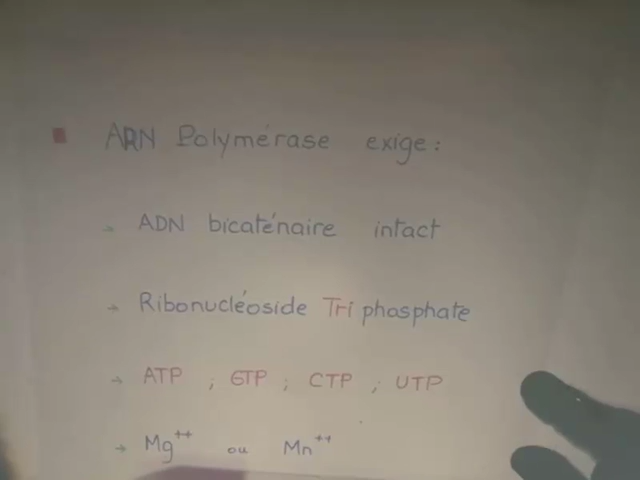 ARN Polymérase exige :
→ ADN bicaténaire intact
→ Ribonucléoside Tri phosphate
→ ATP ; GTP ; CTP ; UTP
→ Mg++ ou Mn++